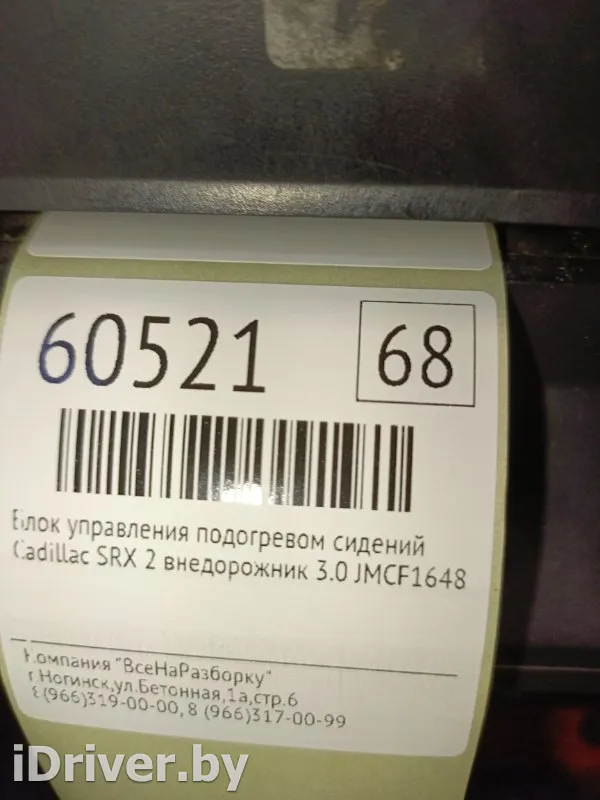 60521
68
Блок управления подогревом сидений
Cadillac SRX 2 внедорожник 3.0 JMCF1648
Компания "ВсеНаРазборку"
г.Ногинск,ул.Бетонная,1а,стр.6
8 (966)319-00-00, 8 (966)317-00-99
iDriver.by